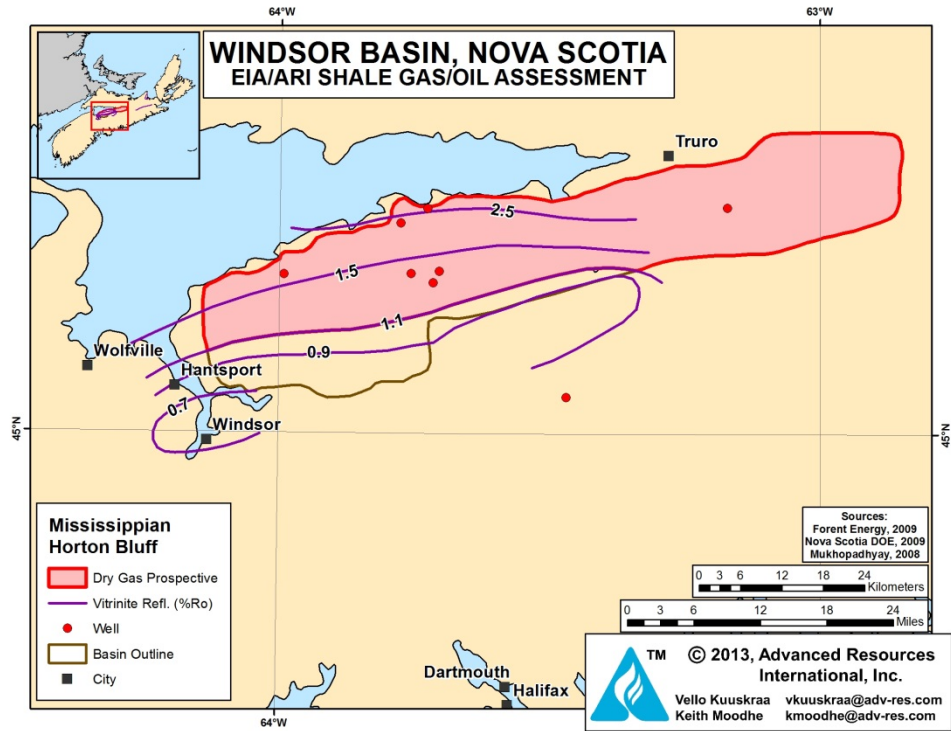 64°W
63°W
WINDSOR BASIN, NOVA SCOTIA
EIA/ARI SHALE GAS/OIL ASSESSMENT
Truro
2.5
1.5
1.1
0.9
Wolfville
Hantsport
0.7
Windsor
45°N
45°N
Mississippian
Horton Bluff
Dry Gas Prospective
Vitrinite Refl. (%Ro)
Well
Basin Outline
City
Sources:
Forent Energy, 2009
Nova Scotia DOE, 2009
Mukhopadhyay, 2008
0 3 6 12 18 24
Kilometers
0 3 6 12 18 24
Miles
Dartmouth
Halifax
TM
© 2013, Advanced Resources
International, Inc.
Vello Kuuskraa vkuuskraa@adv-res.com
Keith Moodhe kmoodhe@adv-res.com
64°W
63°W